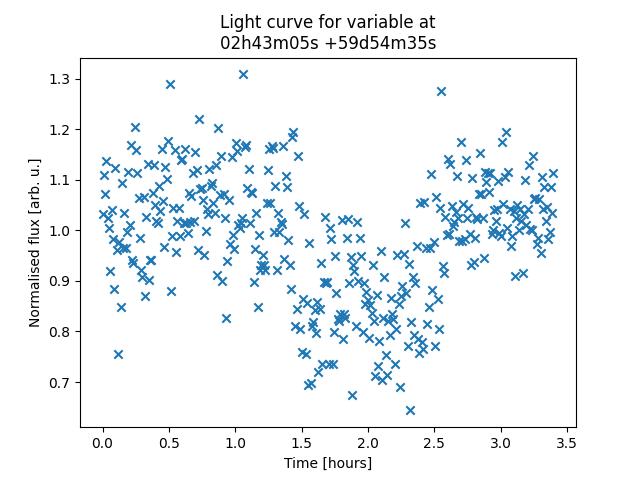 Light curve for variable at
02h43m05s +59d54m35s
1.3
1.2
1.1
1.0
0.9
0.8
0.7
Normalised flux [arb. u.]
0.0 0.5 1.0 1.5 2.0 2.5 3.0 3.5
Time [hours]